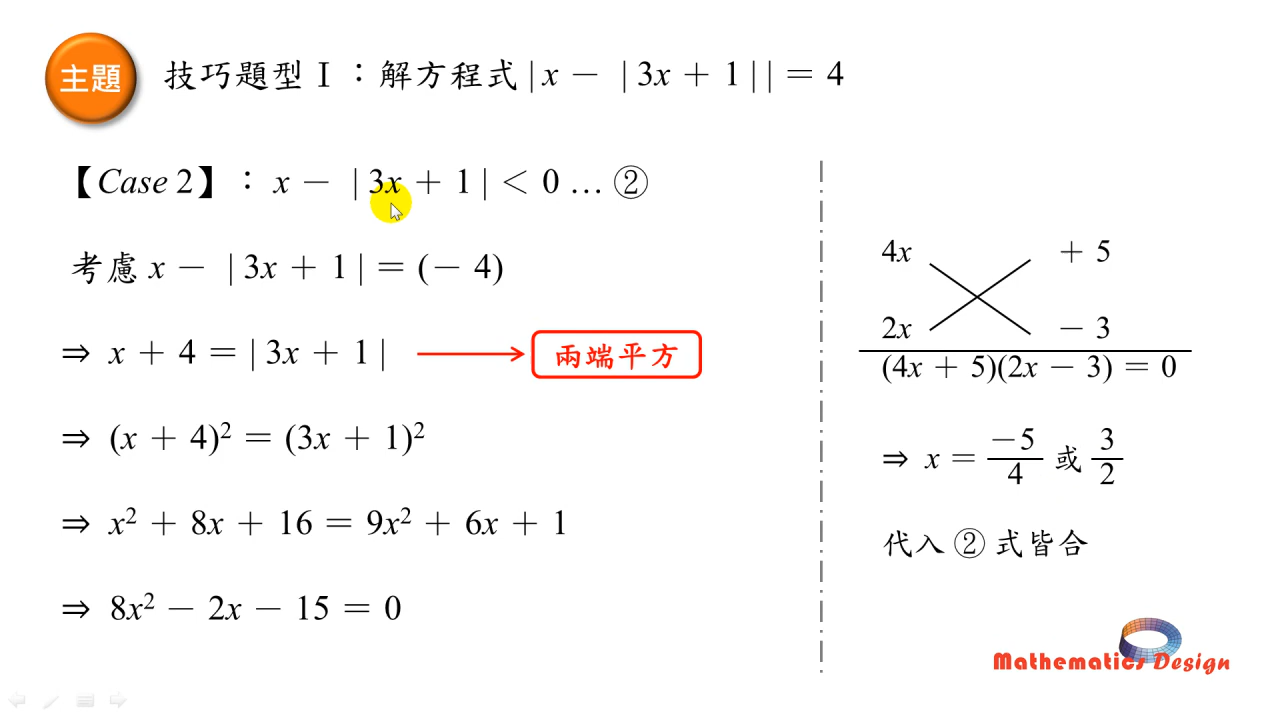 主題
技巧題型Ⅰ：解方程式 | x － | 3x ＋ 1 | | ＝ 4
【Case 2】： x － | 3x ＋ 1 | ＜ 0 … ②
考慮 x － | 3x ＋ 1 | ＝ (－ 4)
⇒ x ＋ 4 ＝ | 3x ＋ 1 | 兩端平方
⇒ (x ＋ 4)² ＝ (3x ＋ 1)²
⇒ x² ＋ 8x ＋ 16 ＝ 9x² ＋ 6x ＋ 1
⇒ 8x² － 2x － 15 ＝ 0
4x ＋ 5
2x － 3
(4x ＋ 5)(2x － 3) ＝ 0
⇒ x ＝ －5/4 或 3/2
代入 ② 式皆合
Mathematics Design